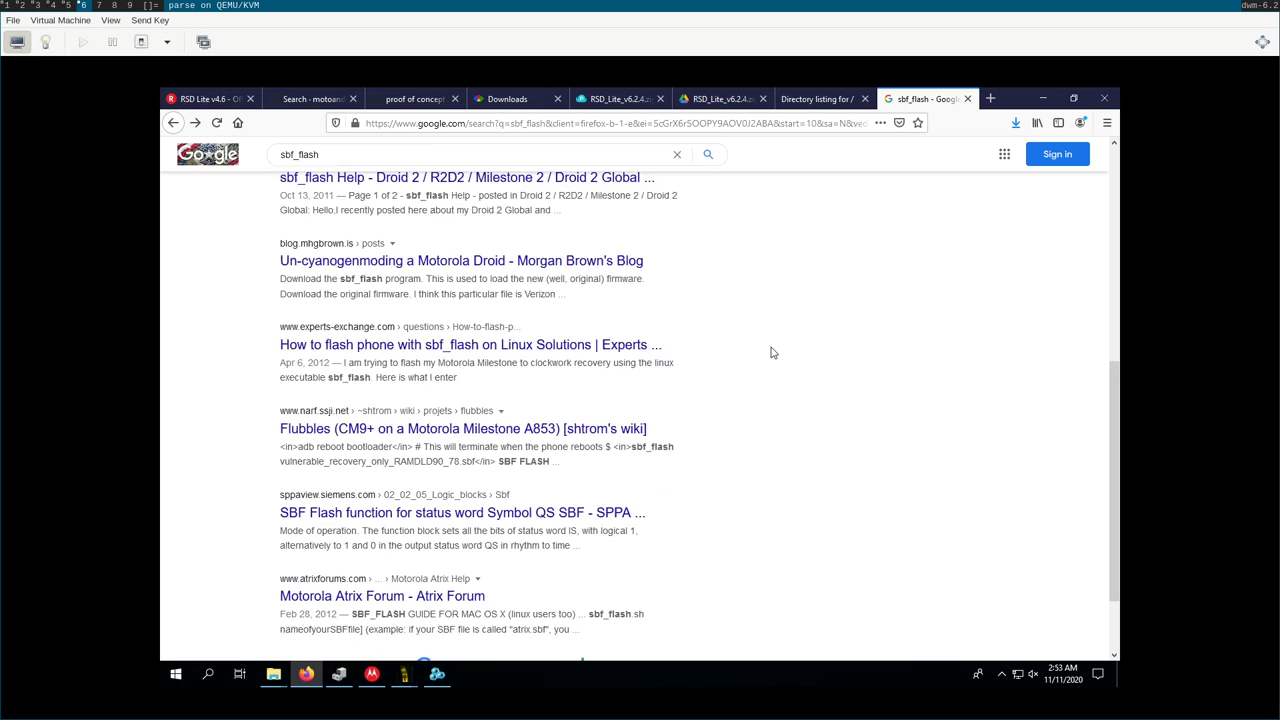 1 2 3 4 5 6 7 8 9 []= parse on QEMU/KVM dwm-6.2
File Virtual Machine View Send Key
RSD Lite v4.6 - OF Search - motoand proof of concept Downloads RSD_Lite_v6.2.4.zi RSD_Lite_v6.2.4.z Directory listing for / sbf_flash - Google
https://www.google.com/search?q=sbf_flash&client=firefox-b-1-e&ei=5cGrX6r5OOPY9AOV0J2ABA&start=10&sa=N&ved
Google sbf_flash Sign in
sbf_flash Help - Droid 2 / R2D2 / Milestone 2 / Droid 2 Global ...
Oct 13, 2011 — Page 1 of 2 - sbf_flash Help - posted in Droid 2 / R2D2 / Milestone 2 / Droid 2
Global: Hello,I recently posted here about my Droid 2 Global and ...
blog.mhgbrown.is › posts
Un-cyanogenmoding a Motorola Droid - Morgan Brown's Blog
Download the sbf_flash program. This is used to load the new (well, original) firmware.
Download the original firmware. I think this particular file is Verizon ...
www.experts-exchange.com › questions › How-to-flash-p...
How to flash phone with sbf_flash on Linux Solutions | Experts ...
Apr 6, 2012 — I am trying to flash my Motorola Milestone to clockwork recovery using the linux
executable sbf_flash. Here is what I enter
www.narf.ssji.net › ~shtrom › wiki › projets › flubbles
Flubbles (CM9+ on a Motorola Milestone A853) [shtrom's wiki]
<in>adb reboot bootloader</in> # This will terminate when the phone reboots $ <in>sbf_flash
vulnerable_recovery_only_RAMDLD90_78.sbf</in> SBF FLASH ...
sppaview.siemens.com › 02_02_05_Logic_blocks › Sbf
SBF Flash function for status word Symbol QS SBF - SPPA ...
Mode of operation. The function block sets all the bits of status word IS, with logical 1,
alternatively to 1 and 0 in the output status word QS in rhythm to time ...
www.atrixforums.com › ... › Motorola Atrix Help
Motorola Atrix Forum - Atrix Forum
Feb 28, 2012 — SBF_FLASH GUIDE FOR MAC OS X (linux users too) ... sbf_flash.sh
nameofyourSBFfile] (example: if your SBF file is called "atrix.sbf", you ...
2:53 AM
11/11/2020